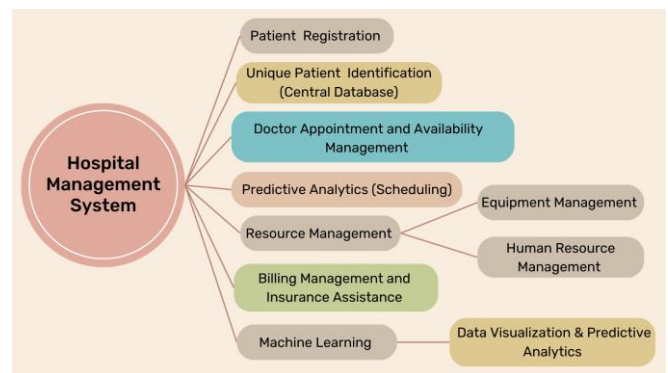 Patient Registration
Unique Patient Identification
(Central Database)
Doctor Appointment and Availability
Management
Hospital
Management
System
Predictive Analytics (Scheduling)
Resource Management
Equipment Management
Human Resource
Management
Billing Management and
Insurance Assistance
Machine Learning
Data Visualization & Predictive
Analytics